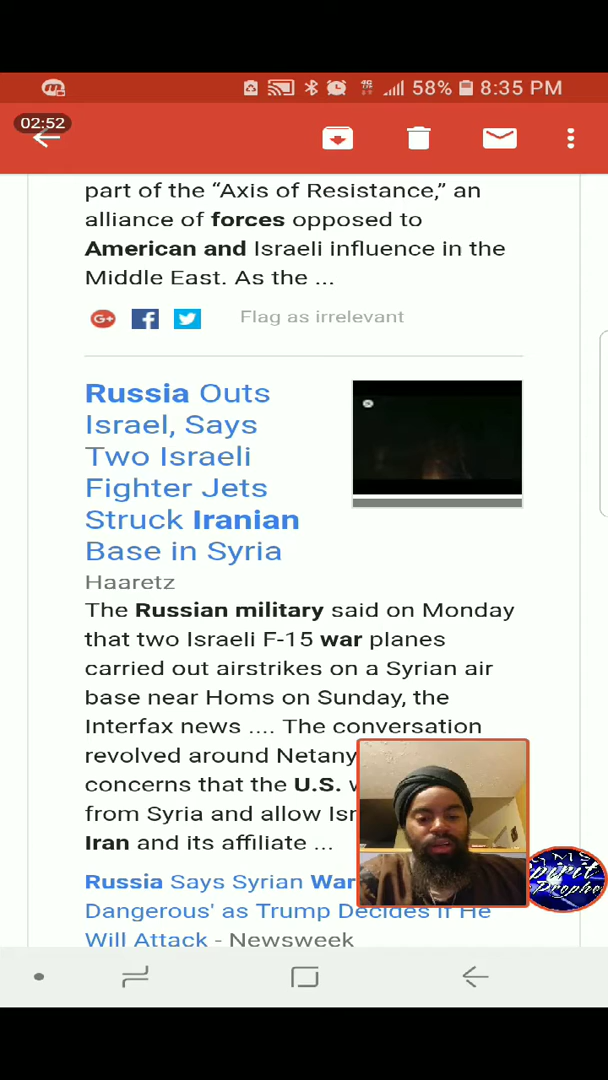 58% 8:35 PM
02:52
part of the “Axis of Resistance,” an
alliance of forces opposed to
American and Israeli influence in the
Middle East. As the ...
G+ Flag as irrelevant
Russia Outs
Israel, Says
Two Israeli
Fighter Jets
Struck Iranian
Base in Syria
Haaretz
The Russian military said on Monday
that two Israeli F-15 war planes
carried out airstrikes on a Syrian air
base near Homs on Sunday, the
Interfax news .... The conversation
revolved around Netany
concerns that the U.S.
from Syria and allow
Iran and its affiliate ...
Russia Says Syrian
Dangerous' as Trump Decides if He
Will Attack - Newsweek